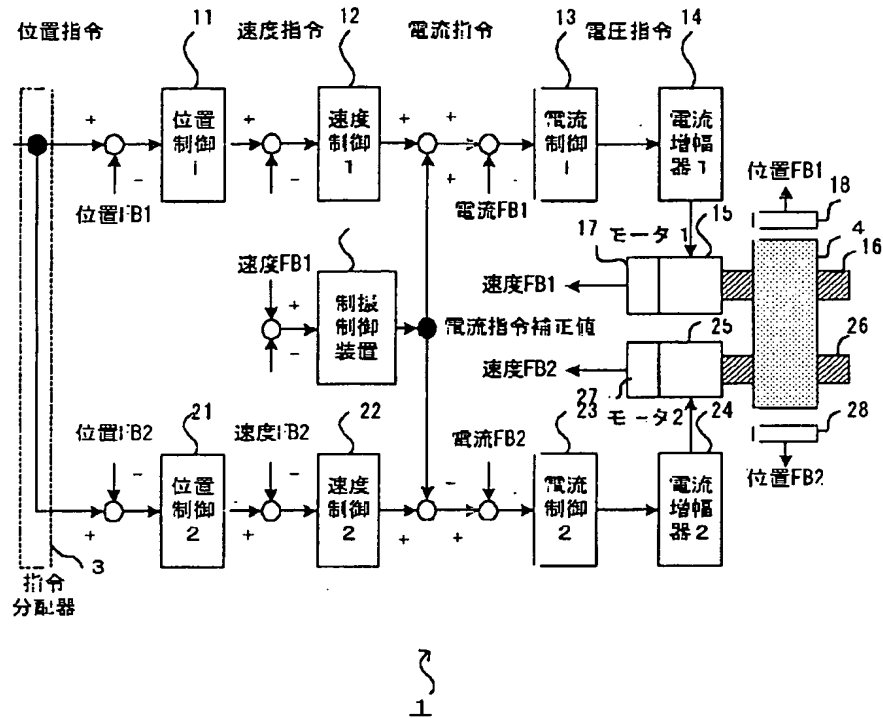 11
12
13
14
位置指令
速度指令
電流指令
電圧指令
+
+
+
+
位置
制御
1
速度
制御
1
電流
制御
1
電流
増幅
器1
-
-
+
-
位置FB1
電流FB1
位置FB1
18
17
モータ1
15
4
16
速度FB1
速度FB1
+
-
制振
制御
装置
電流指令補正値
25
26
速度FB2
27
モータ2
28
21
22
23
24
位置FB2
速度FB2
電流FB2
位置FB2
-
-
-
-
位置
制御
2
速度
制御
2
電流
制御
2
電流
増幅
器2
+
+
+
+
3
指令
分配器
1